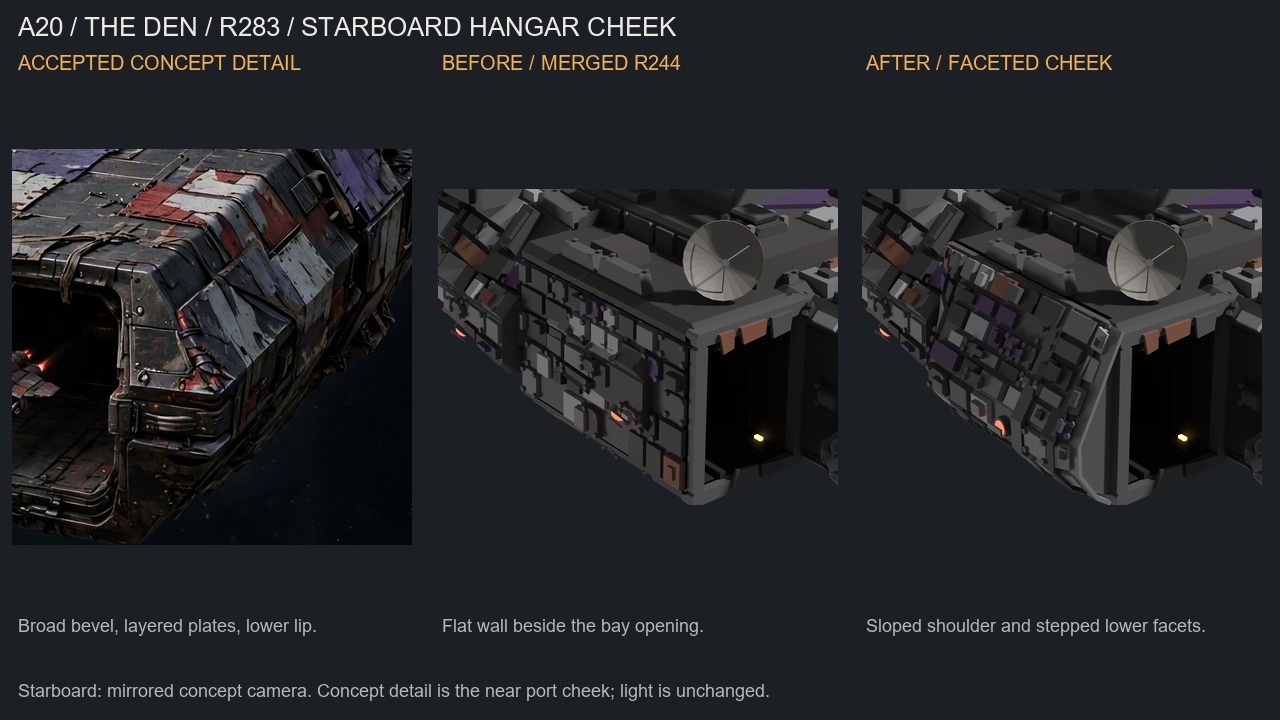 A20 / THE DEN / R283 / STARBOARD HANGAR CHEEK
ACCEPTED CONCEPT DETAIL
BEFORE / MERGED R244
AFTER / FACETED CHEEK
Broad bevel, layered plates, lower lip.
Flat wall beside the bay opening.
Sloped shoulder and stepped lower facets.
Starboard: mirrored concept camera. Concept detail is the near port cheek; light is unchanged.